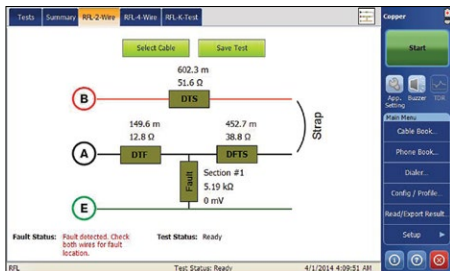 Tests Summary RFL-2-Wire RFL-4-Wire RFL-K-Test
Copper
Select Cable Save Test
Start
602.3 m
51.6 Ω
B DTS
App. Setting Buzzer TDR
149.6 m 452.7 m
12.8 Ω 38.8 Ω
Strap
Main Menu
Cable Book...
Phone Book...
Dialer...
Config / Profile...
Read/Export Result...
Setup
A DTF DFTS
Fault
Section #1
5.19 kΩ
0 mV
E
Fault Status: Fault detected. Check
both wires for fault
location.
Test Status: Ready
RFL Test Status: Ready 4/1/2014 4:09:51 AM